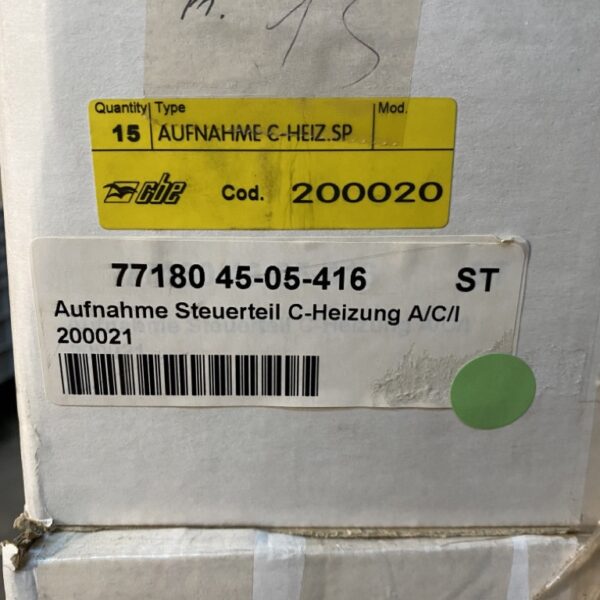 15
Quantity Type Mod.
15 AUFNAHME C-HEIZ.SP
cbe Cod. 200020
77180 45-05-416 ST
Aufnahme Steuerteil C-Heizung A/C/I
200021